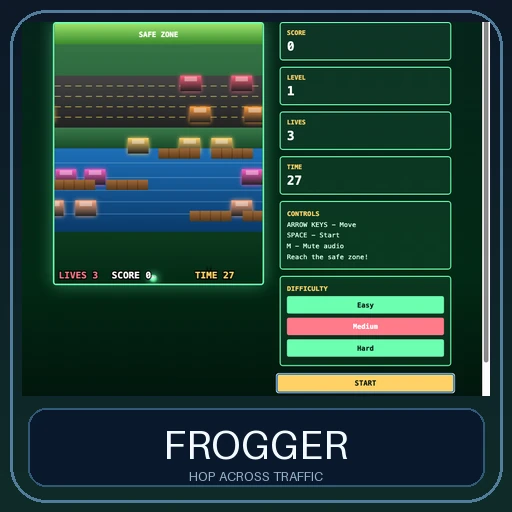 SAFE ZONE
LIVES 3 SCORE 0 TIME 27
SCORE
0
LEVEL
1
LIVES
3
TIME
27
CONTROLS
ARROW KEYS – Move
SPACE – Start
M – Mute audio
Reach the safe zone!
DIFFICULTY
Easy
Medium
Hard
START
FROGGER
HOP ACROSS TRAFFIC